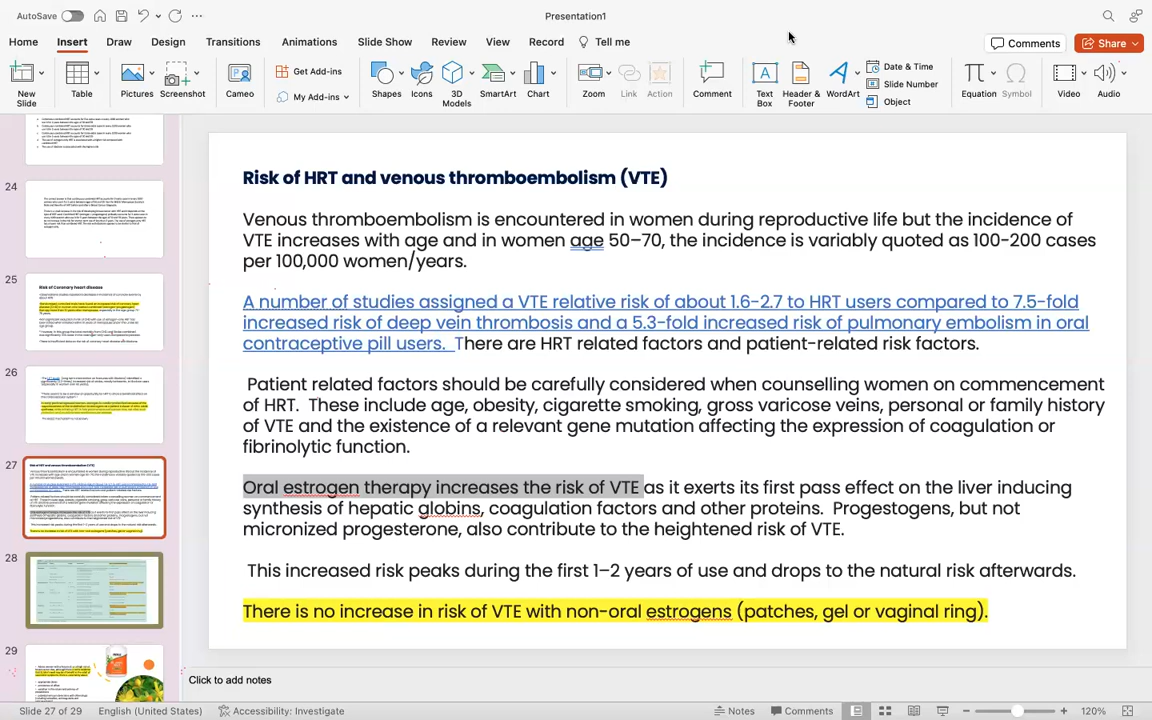 AutoSave
Presentation1
Home Insert Draw Design Transitions Animations Slide Show Review View Record Tell me
Comments Share
New Slide
Table
Pictures
Screenshot
Cameo
Get Add-ins
My Add-ins
Shapes
Icons
3D Models
SmartArt
Chart
Zoom
Link
Action
Comment
Text Box
Header & Footer
WordArt
Date & Time
Slide Number
Object
Equation
Symbol
Video
Audio
24
25
Risk of Coronary heart disease
26
27
28
29
Risk of HRT and venous thromboembolism (VTE)
Venous thromboembolism is encountered in women during reproductive life but the incidence of
VTE increases with age and in women age 50–70, the incidence is variably quoted as 100-200 cases
per 100,000 women/years.
A number of studies assigned a VTE relative risk of about 1.6-2.7 to HRT users compared to 7.5-fold
increased risk of deep vein thrombosis and a 5.3-fold increased risk of pulmonary embolism in oral
contraceptive pill users. There are HRT related factors and patient-related risk factors.
Patient related factors should be carefully considered when counselling women on commencement
of HRT. These include age, obesity, cigarette smoking, gross varicose veins, personal or family history
of VTE and the existence of a relevant gene mutation affecting the expression of coagulation or
fibrinolytic function.
Oral estrogen therapy increases the risk of VTE as it exerts its first pass effect on the liver inducing
synthesis of hepatic globins, coagulation factors and other proteins. Progestogens, but not
micronized progesterone, also contribute to the heightened risk of VTE.
This increased risk peaks during the first 1–2 years of use and drops to the natural risk afterwards.
There is no increase in risk of VTE with non-oral estrogens (patches, gel or vaginal ring).
Click to add notes
Slide 27 of 29 English (United States) Accessibility: Investigate Notes Comments 120%